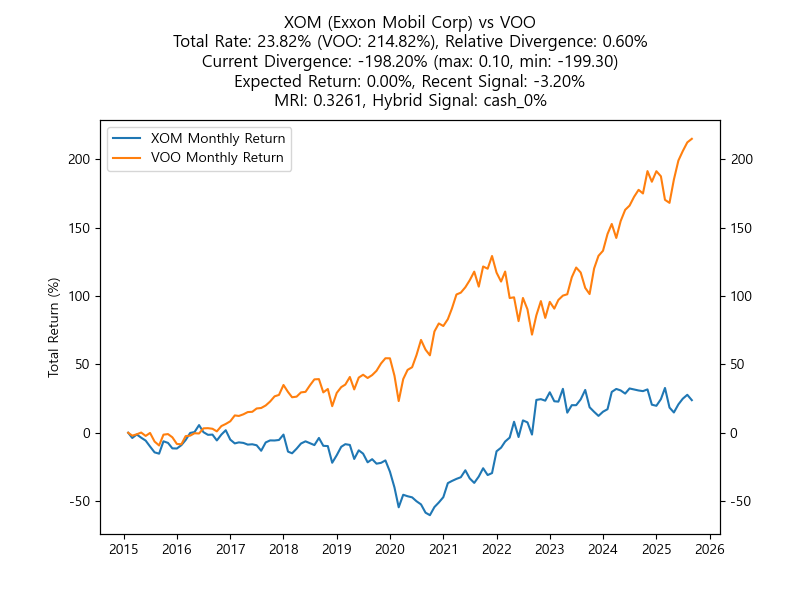 XOM (Exxon Mobil Corp) vs VOO
Total Rate: 23.82% (VOO: 214.82%), Relative Divergence: 0.60%
Current Divergence: -198.20% (max: 0.10, min: -199.30)
Expected Return: 0.00%, Recent Signal: -3.20%
MRI: 0.3261, Hybrid Signal: cash_0%
XOM Monthly Return
VOO Monthly Return
Total Return (%)
200
150
100
50
0
-50
200
150
100
50
0
-50
2015 2016 2017 2018 2019 2020 2021 2022 2023 2024 2025 2026